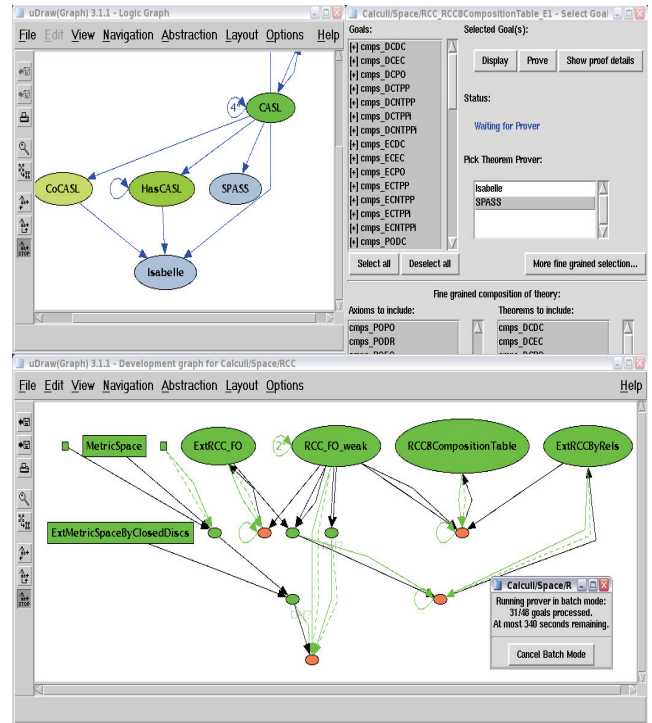 uDraw(Graph) 3.1.1 - Logic Graph
File Edit View Navigation Abstraction Layout Options Help
4
CASL
CoCASL
HasCASL
SPASS
Isabelle
Calculi/Space/RCC_RCC8CompositionTable_E1 - Select Goal
Goals:
[+] cmps_DCDC
[+] cmps_DCEC
[+] cmps_DCPO
[+] cmps_DCTPP
[+] cmps_DCNTPP
[+] cmps_DCTPPi
[+] cmps_DCNTPPi
[+] cmps_ECDC
[+] cmps_ECEC
[+] cmps_ECPO
[+] cmps_ECTPP
[+] cmps_ECNTPP
[+] cmps_ECTPPi
[+] cmps_ECNTPPi
[+] cmps_PODC
Select all
Deselect all
Selected Goal(s):
Display
Prove
Show proof details
Status:
Waiting for Prover
Pick Theorem Prover:
Isabelle
SPASS
More fine grained selection...
Fine grained composition of theory:
Axioms to include:
cmps_POPO
cmps_PODR
Theorems to include:
cmps_DCDC
cmps_DCEC
uDraw(Graph) 3.1.1 - Development graph for Calculi/Space/RCC
File Edit View Navigation Abstraction Layout Options Help
MetricSpace
ExtRCC_FO
2
RCC_FO_weak
RCC8CompositionTable
ExtRCCByRels
ExtMetricSpaceByClosedDiscs
Calculi/Space/R
Running prover in batch mode:
31/48 goals processed.
At most 340 seconds remaining.
Cancel Batch Mode